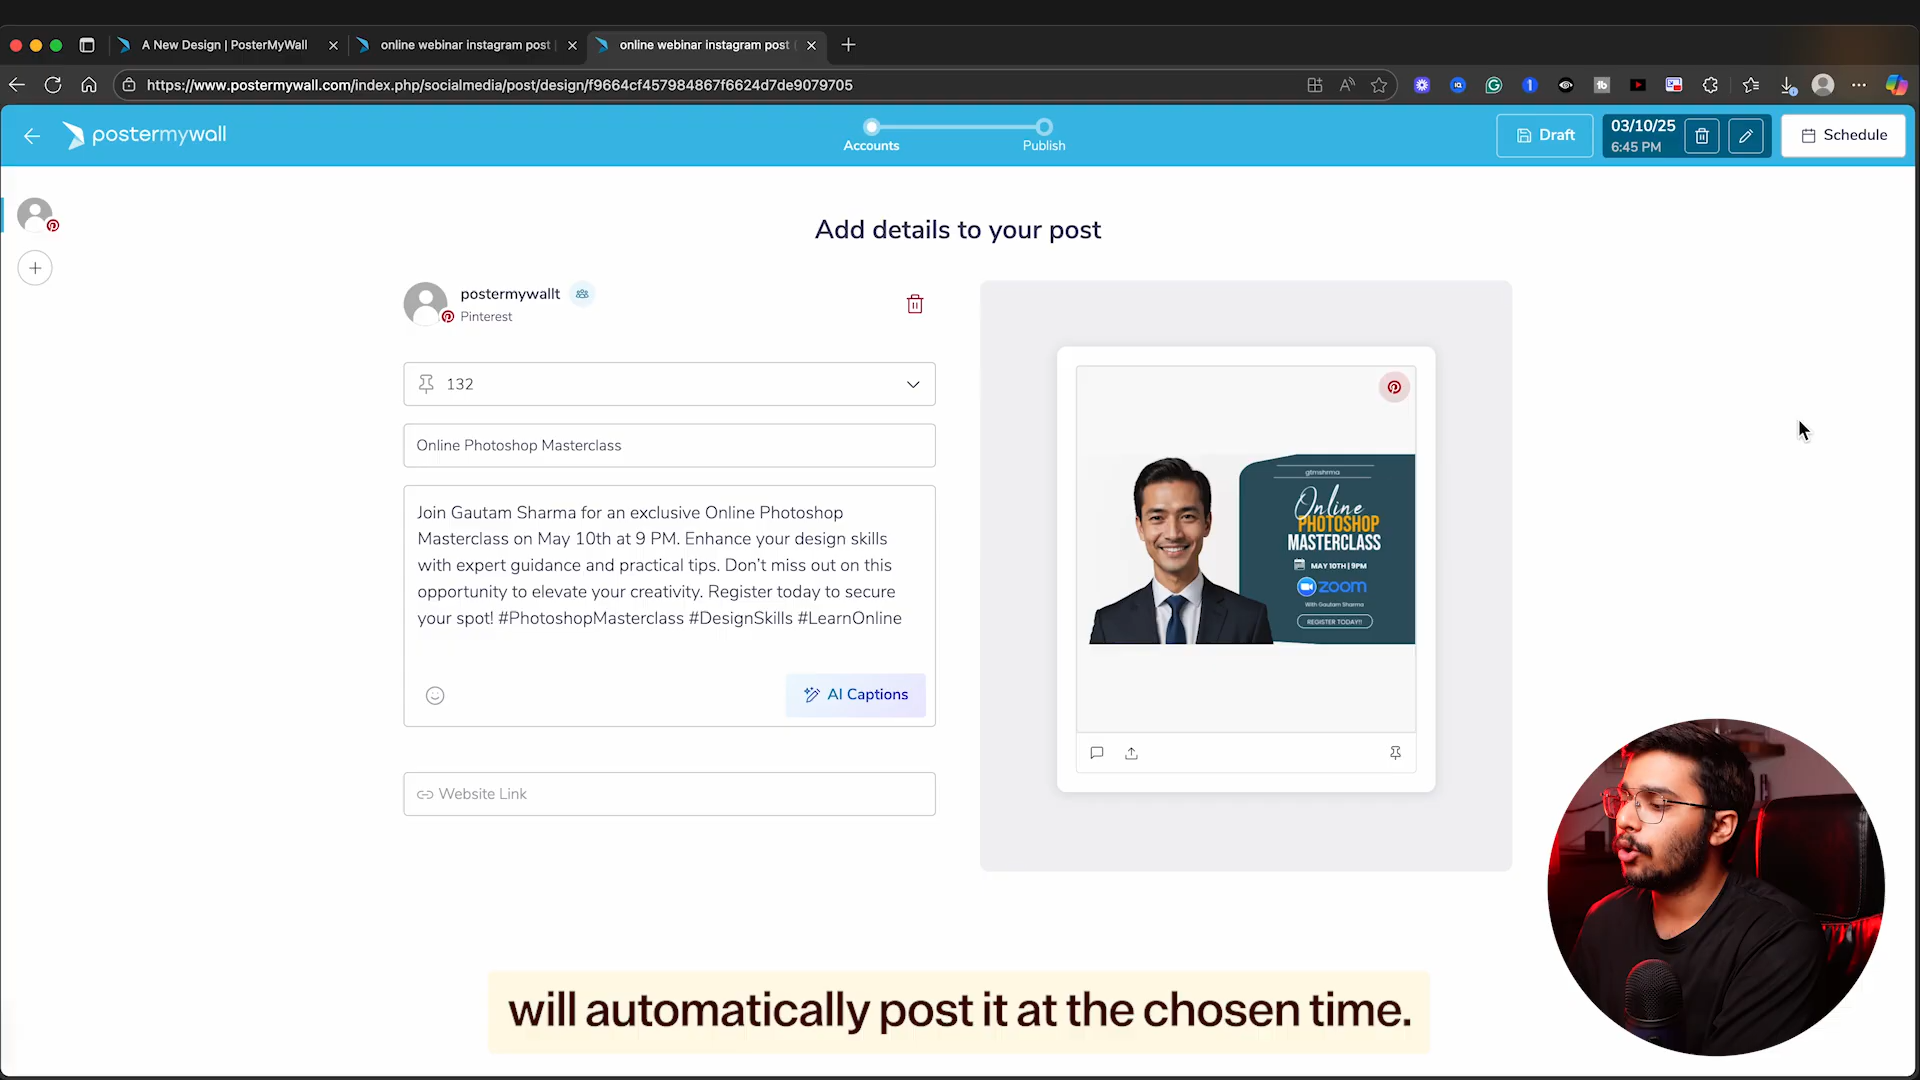 A New Design | PosterMyWall
online webinar instagram post
online webinar instagram post (
https://www.postermywall.com/index.php/socialmedia/post/design/f9664cf457984867f6624d7de9079705
postermywall
Accounts
Publish
Draft
03/10/25
6:45 PM
Schedule
Add details to your post
postermywallt
Pinterest
132
Online Photoshop Masterclass
Join Gautam Sharma for an exclusive Online Photoshop
Masterclass on May 10th at 9 PM. Enhance your design skills
with expert guidance and practical tips. Don't miss out on this
opportunity to elevate your creativity. Register today to secure
your spot! #PhotoshopMasterclass #DesignSkills #LearnOnline
AI Captions
Website Link
gtmshrma
Online
PHOTOSHOP
MASTERCLASS
MAY 10TH | 9PM
zoom
With Gautam Sharma
REGISTER TODAY!!
will automatically post it at the chosen time.